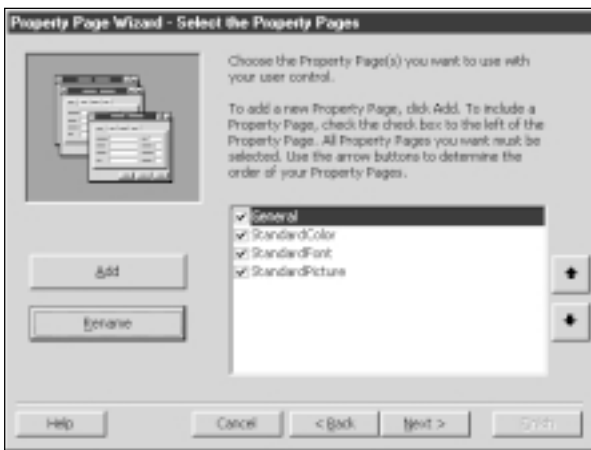 Property Page Wizard - Select the Property Pages
Choose the Property Page(s) you want to use with
your user control.
To add a new Property Page, click Add. To include a
Property Page, check the check box to the left of the
Property Page. All Property Pages you want must be
selected. Use the arrow buttons to determine the
order of your Property Pages.
General
StandardColor
StandardFont
StandardPicture
Add
Rename
Help
Cancel
< Back
Next >
Finish